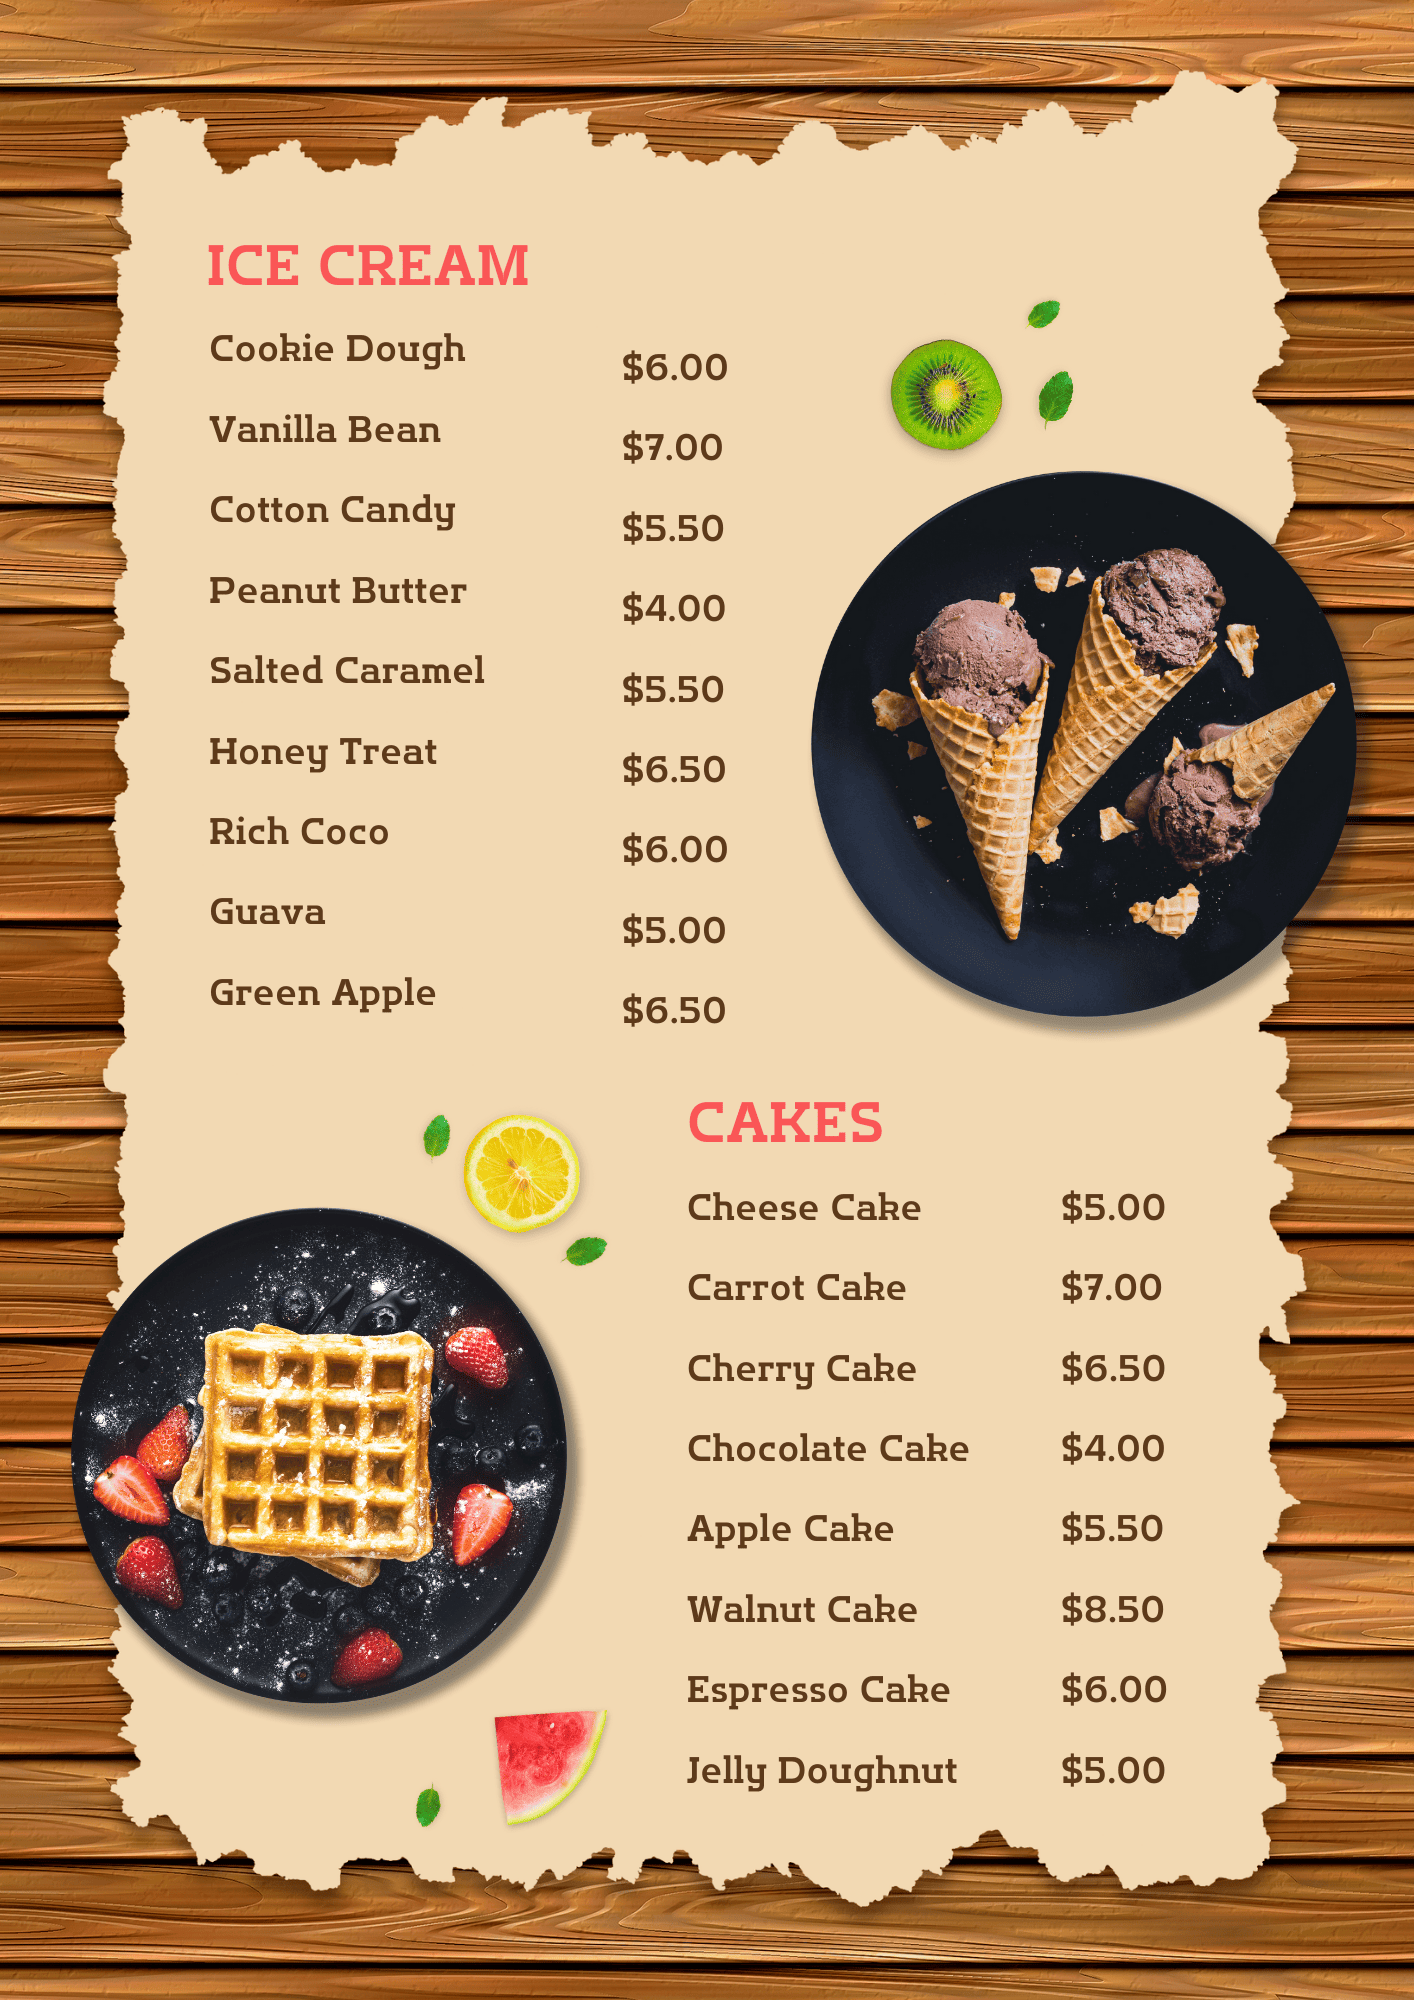 ICE CREAM
Cookie Dough $6.00
Vanilla Bean $7.00
Cotton Candy $5.50
Peanut Butter $4.00
Salted Caramel $5.50
Honey Treat $6.50
Rich Coco $6.00
Guava $5.00
Green Apple $6.50
CAKES
Cheese Cake $5.00
Carrot Cake $7.00
Cherry Cake $6.50
Chocolate Cake $4.00
Apple Cake $5.50
Walnut Cake $8.50
Espresso Cake $6.00
Jelly Doughnut $5.00